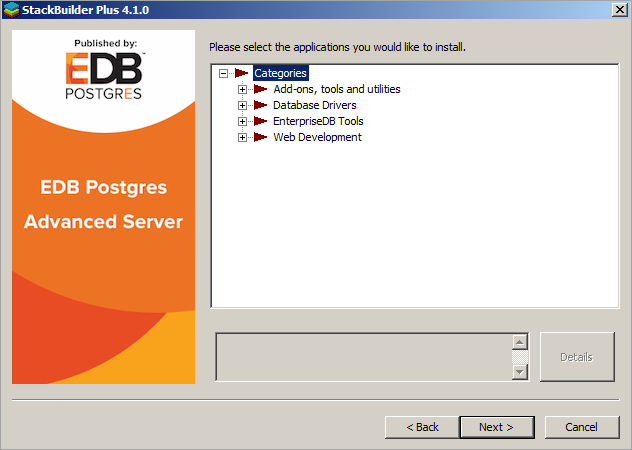 StackBuilder Plus 4.1.0
Published by:
EDB™
POSTGRES
EDB Postgres
Advanced Server
Please select the applications you would like to install.
Categories
Add-ons, tools and utilities
Database Drivers
EnterpriseDB Tools
Web Development
Details
< Back
Next >
Cancel